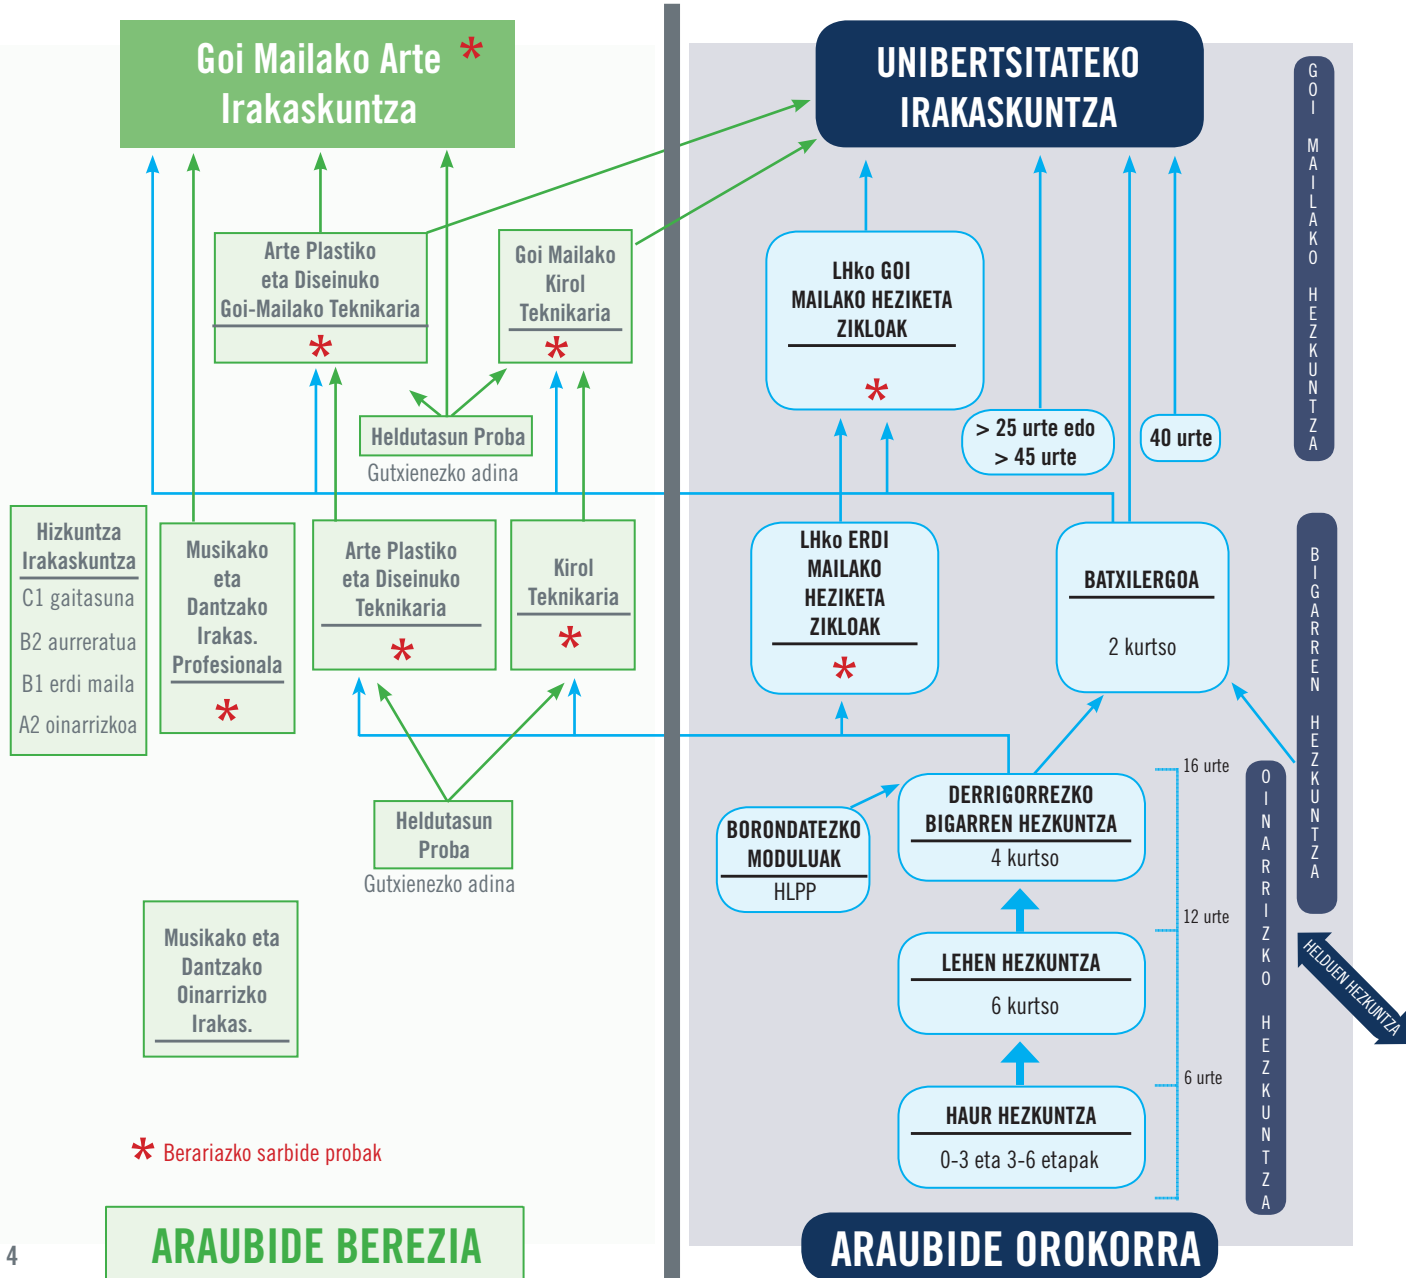 Goi Mailako Arte *
Irakaskuntza
Arte Plastiko
eta Diseinuko
Goi-Mailako Teknikaria
*
Goi Mailako
Kirol
Teknikaria
*
Heldutasun Proba
Gutxienezko adina
Hizkuntza
Irakaskuntza
C1 gaitasuna
B2 aurreratua
B1 erdi maila
A2 oinarrizkoa
Musikako
eta
Dantzako
Irakas.
Profesionala
*
Arte Plastiko
eta Diseinuko
Teknikaria
*
Kirol
Teknikaria
*
Heldutasun
Proba
Gutxienezko adina
Musikako eta
Dantzako
Oinarrizko
Irakas.
* Berariazko sarbide probak
ARAUBIDE BEREZIA
4
UNIBERTSITATEKO
IRAKASKUNTZA
LHko GOI
MAILAKO HEZIKETA
ZIKLOAK
*
> 25 urte edo
> 45 urte
40 urte
LHko ERDI
MAILAKO
HEZIKETA
ZIKLOAK
*
BATXILERGOA
2 kurtso
BORONDATEZKO
MODULUAK
HLPP
DERRIGORREZKO
BIGARREN HEZKUNTZA
4 kurtso
LEHEN HEZKUNTZA
6 kurtso
HAUR HEZKUNTZA
0-3 eta 3-6 etapak
16 urte
12 urte
6 urte
GOI MAILAKO HEZKUNTZA
BIGARREN HEZKUNTZA
OINARRIZKO HEZKUNTZA
HELDUEN HEZKUNTZA
ARAUBIDE OROKORRA